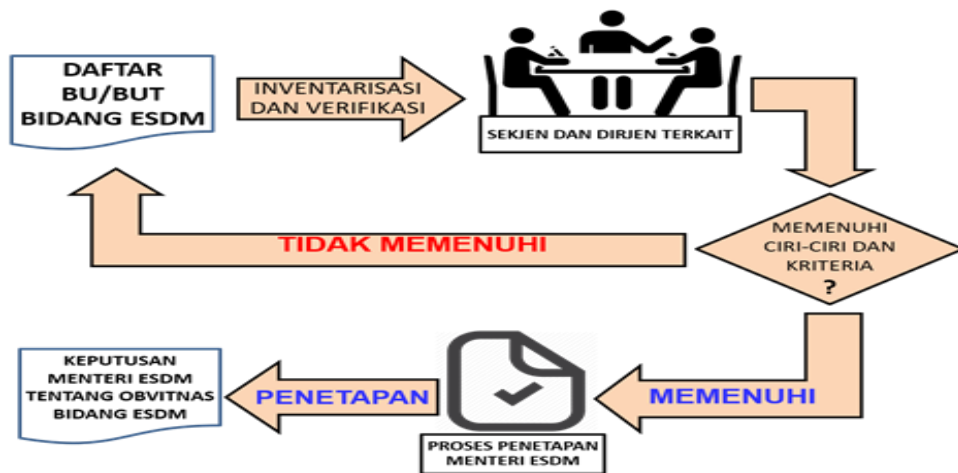 DAFTAR
BU/BUT
BIDANG ESDM
INVENTARISASI
DAN VERIFIKASI
SEKJEN DAN DIRJEN TERKAIT
MEMENUHI
CIRI-CIRI DAN
KRITERIA
?
TIDAK MEMENUHI
MEMENUHI
PROSES PENETAPAN
MENTERI ESDM
PENETAPAN
KEPUTUSAN
MENTERI ESDM
TENTANG OBVITNAS
BIDANG ESDM